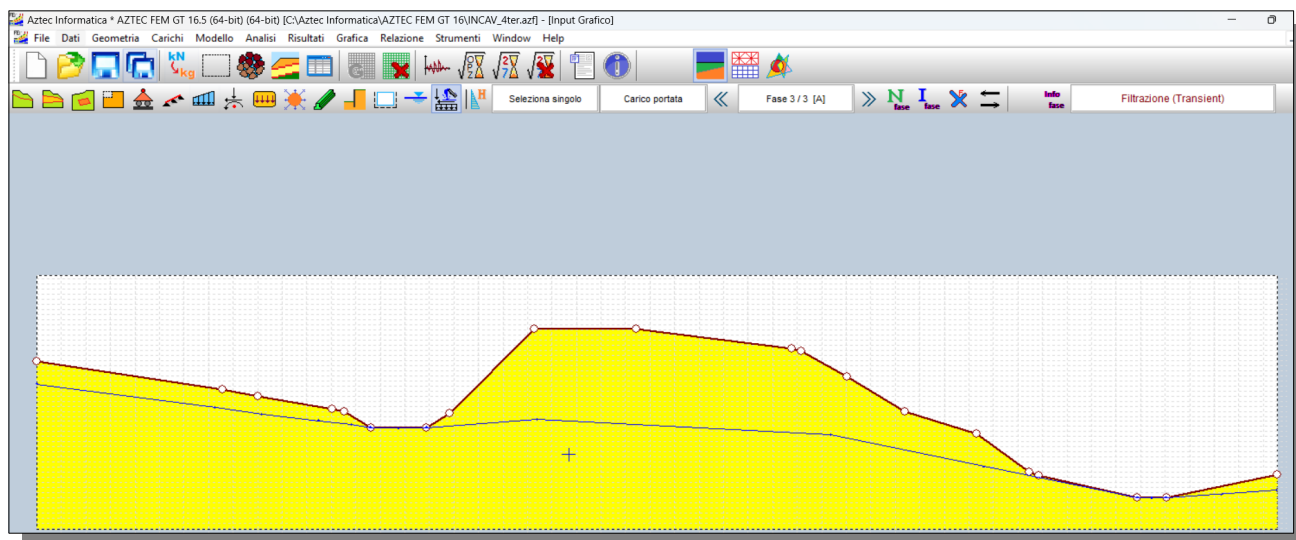 Aztec Informatica * AZTEC FEM GT 16.5 (64-bit) (64-bit) [C:\Aztec Informatica\AZTEC FEM GT 16\INCAV_4ter.azf] - [Input Grafico]
File Dati Geometria Carichi Modello Analisi Risultati Grafica Relazione Strumenti Window Help
kN
kg
H
Seleziona singolo
Carico portata
Fase 3 / 3 [A]
N fase
I fase
Info fase
Filtrazione (Transient)